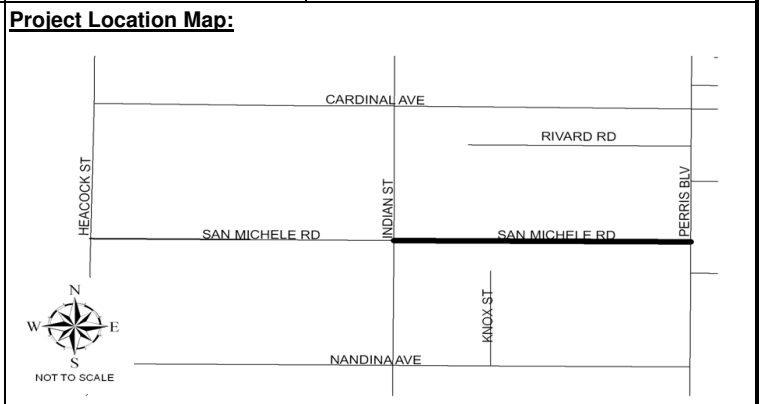 Project Location Map:
CARDINAL AVE
RIVARD RD
HEACOCK ST
INDIAN ST
PERRIS BLV
SAN MICHELE RD
SAN MICHELE RD
KNOX ST
N
W
E
S
NOT TO SCALE
NANDINA AVE